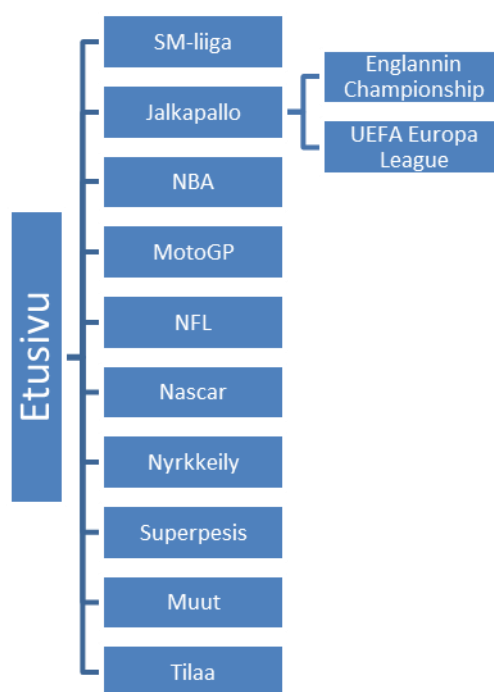 Etusivu
SM-liiga
Jalkapallo
Englannin
Championship
UEFA Europa
League
NBA
MotoGP
NFL
Nascar
Nyrkkeily
Superpesis
Muut
Tilaa